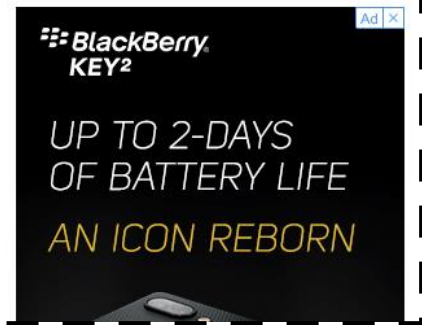 Ad
BlackBerry.
KEY²
UP TO 2-DAYS
OF BATTERY LIFE
AN ICON REBORN